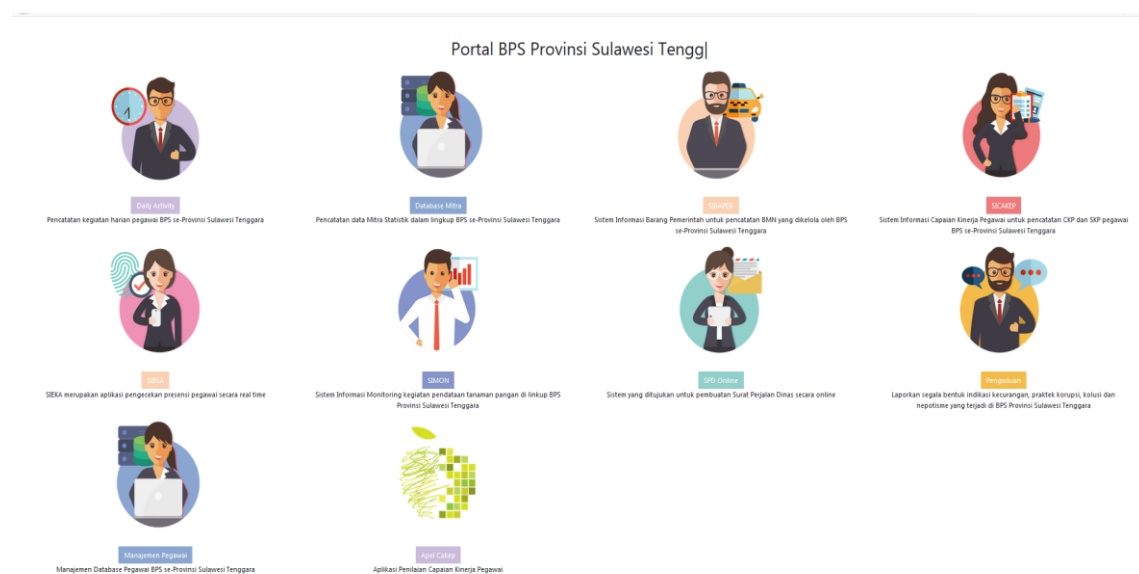 Portal BPS Provinsi Sulawesi Tengg|
Daily Activity
Pencatatan kegiatan harian pegawai BPS se-Provinsi Sulawesi Tenggara
Database Mitra
Pencatatan data Mitra Statistik dalam lingkup BPS se-Provinsi Sulawesi Tenggara
SIBAPER
Sistem Informasi Barang Pemerintah untuk pencatatan BMN yang dikelola oleh BPS
se-Provinsi Sulawesi Tenggara
SICAKEP
Sistem Informasi Capaian Kinerja Pegawai untuk pencatatan CKP dan SKP pegawai
BPS se-Provinsi Sulawesi Tenggara
SIEKA
SIEKA merupakan aplikasi pengecekan presensi pegawai secara real time
SIMON
Sistem Informasi Monitoring kegiatan pendataan tanaman pangan di linkup BPS
Provinsi Sulawesi Tenggara
SPD Online
Sistem yang ditujukan untuk pembuatan Surat Perjalan Dinas secara online
Pengaduan
Laporkan segala bentuk indikasi kecurangan, praktek korupsi, kolusi dan
nepotisme yang terjadi di BPS Provinsi Sulawesi Tenggara
Manajemen Pegawai
Manajemen Database Pegawai BPS se-Provinsi Sulawesi Tenggara
Apel Cakep
Aplikasi Penilaian Capaian Kinerja Pegawai